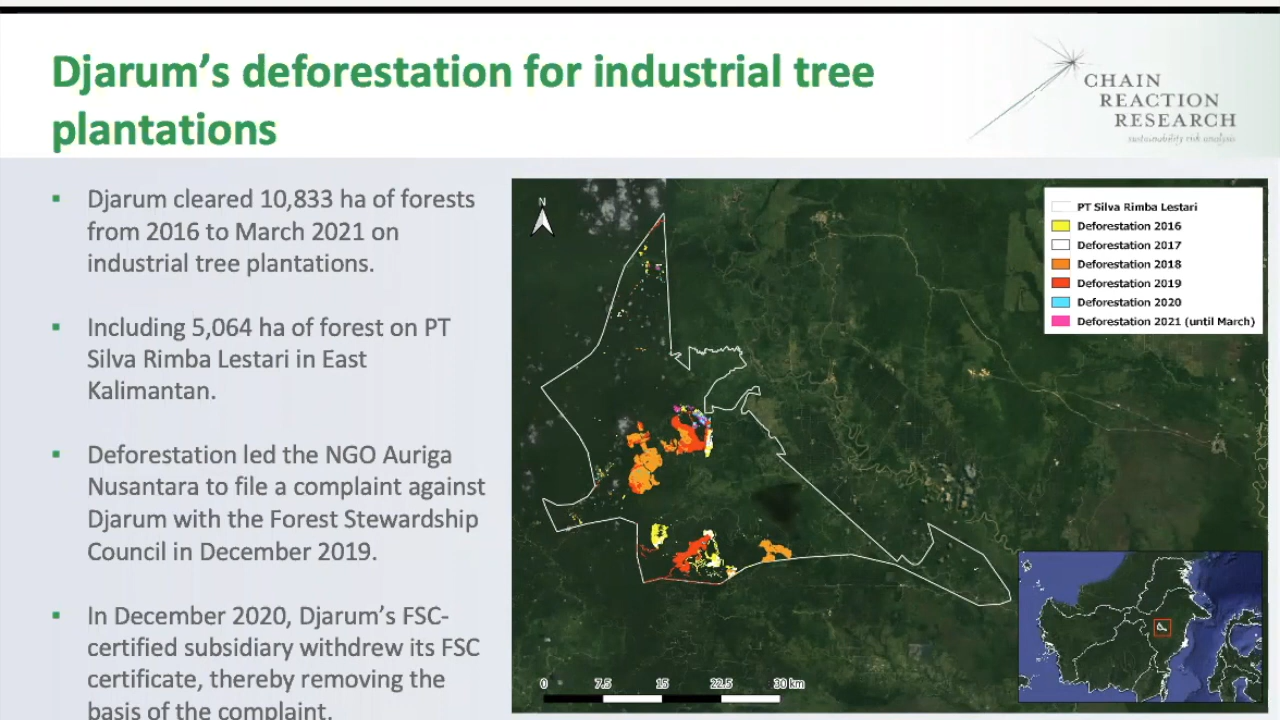 Djarum's deforestation for industrial tree
plantations
CHAIN
REACTION
RESEARCH
sustainability risk analysis
Djarum cleared 10,833 ha of forests
from 2016 to March 2021 on
industrial tree plantations.
Including 5,064 ha of forest on PT
Silva Rimba Lestari in East
Kalimantan.
Deforestation led the NGO Auriga
Nusantara to file a complaint against
Djarum with the Forest Stewardship
Council in December 2019.
In December 2020, Djarum's FSC-
certified subsidiary withdrew its FSC
certificate, thereby removing the
basis of the complaint.
N
PT Silva Rimba Lestari
Deforestation 2016
Deforestation 2017
Deforestation 2018
Deforestation 2019
Deforestation 2020
Deforestation 2021 (until March)
0 7.5 15 22.5 30 km